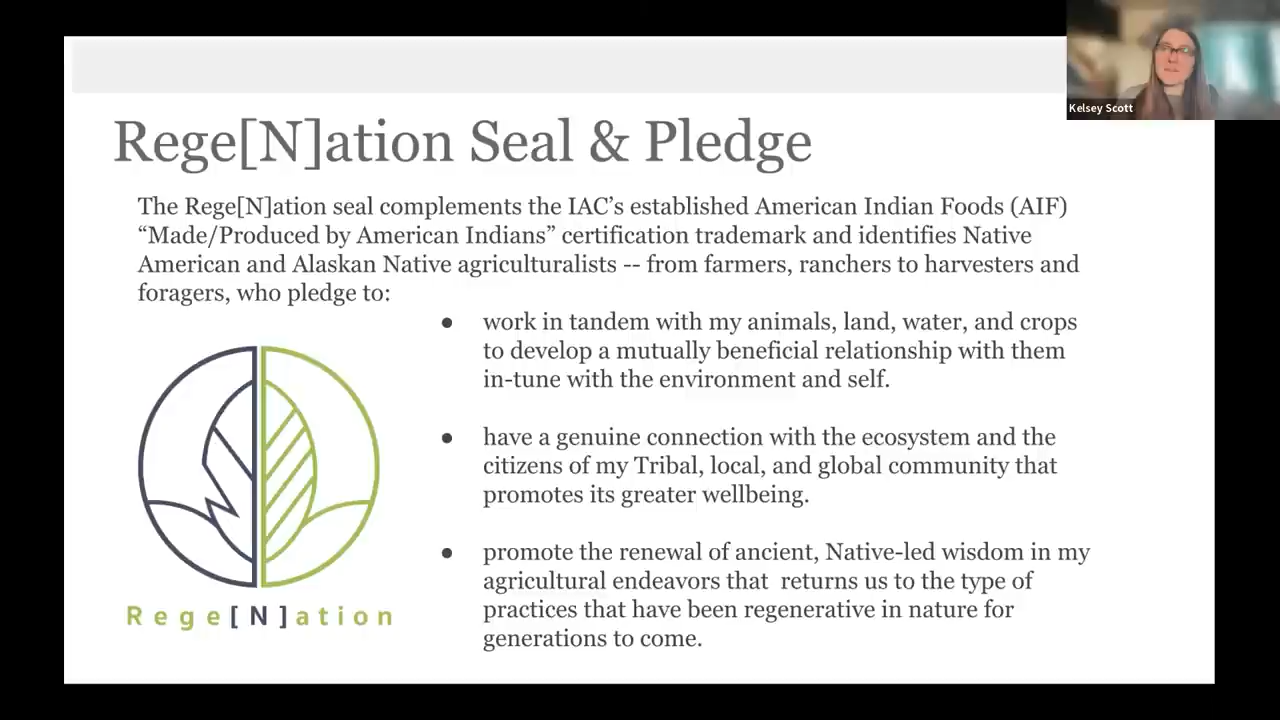 Kelsey Scott
Rege[N]ation Seal & Pledge
The Rege[N]ation seal complements the IAC’s established American Indian Foods (AIF)
“Made/Produced by American Indians” certification trademark and identifies Native
American and Alaskan Native agriculturalists -- from farmers, ranchers to harvesters and
foragers, who pledge to:
● work in tandem with my animals, land, water, and crops
to develop a mutually beneficial relationship with them
in-tune with the environment and self.
● have a genuine connection with the ecosystem and the
citizens of my Tribal, local, and global community that
promotes its greater wellbeing.
● promote the renewal of ancient, Native-led wisdom in my
agricultural endeavors that  returns us to the type of
practices that have been regenerative in nature for
generations to come.
Rege[N]ation